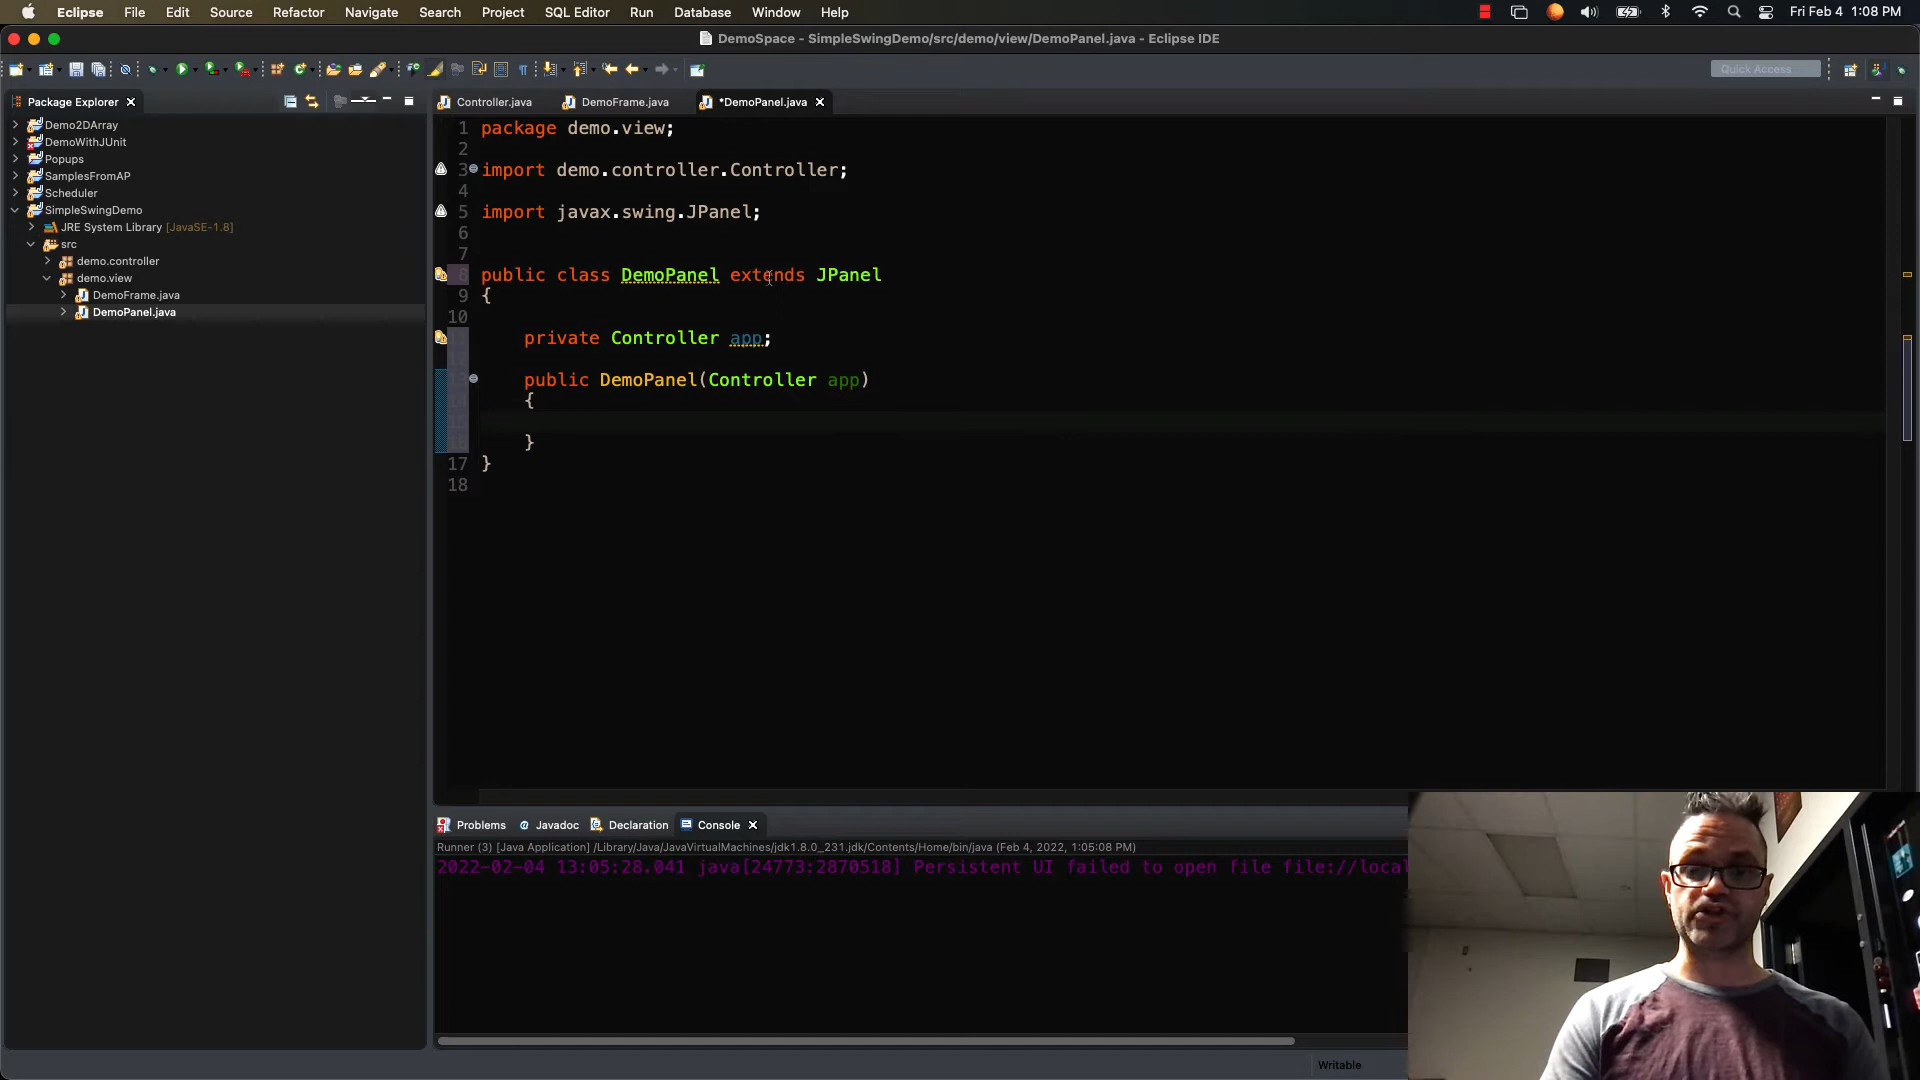 Eclipse File Edit Source Refactor Navigate Search Project SQL Editor Run Database Window Help Fri Feb 4 1:08 PM
DemoSpace - SimpleSwingDemo/src/demo/view/DemoPanel.java - Eclipse IDE
Quick Access
Package Explorer
Demo2DArray
DemoWithJUnit
Popups
SamplesFromAP
Scheduler
SimpleSwingDemo
JRE System Library [JavaSE-1.8]
src
demo.controller
demo.view
DemoFrame.java
DemoPanel.java
Controller.java DemoFrame.java *DemoPanel.java
1 package demo.view;
2
3 import demo.controller.Controller;
4
5 import javax.swing.JPanel;
6
7
8 public class DemoPanel extends JPanel
9 {
10
11 private Controller app;
12
13 public DemoPanel(Controller app)
14 {
15
16 }
17 }
18
Problems Javadoc Declaration Console
Runner (3) [Java Application] /Library/Java/JavaVirtualMachines/jdk1.8.0_231.jdk/Contents/Home/bin/java (Feb 4, 2022, 1:05:08 PM)
2022-02-04 13:05:28.041 java[24773:2870518] Persistent UI failed to open file file://local
Writable